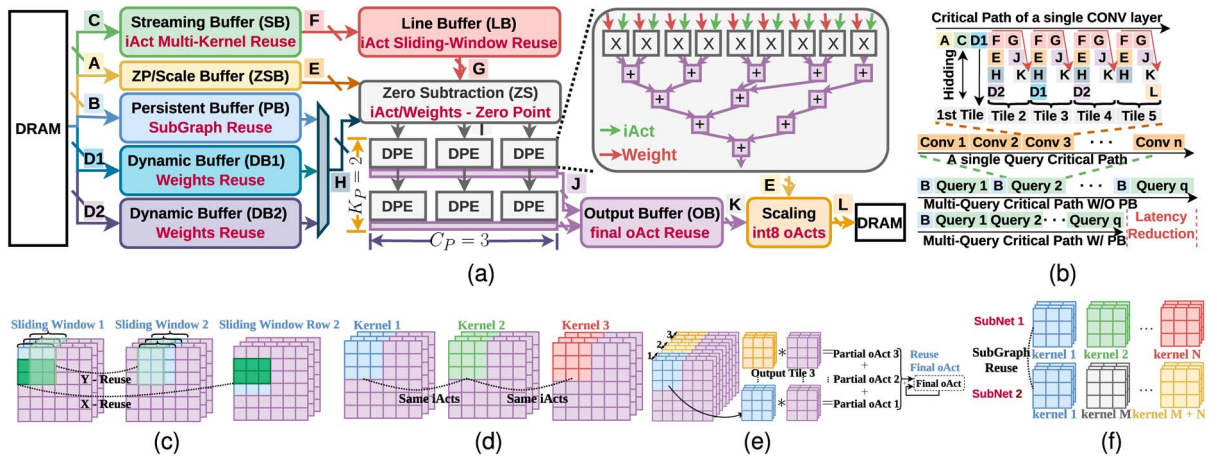 C
Streaming Buffer (SB)
iAct Multi-Kernel Reuse
F
Line Buffer (LB)
iAct Sliding-Window Reuse
A
ZP/Scale Buffer (ZSB)
E
G
Zero Subtraction (ZS)
iAct/Weights - Zero Point
B
Persistent Buffer (PB)
SubGraph Reuse
DRAM
D1
Dynamic Buffer (DB1)
Weights Reuse
H
D2
Dynamic Buffer (DB2)
Weights Reuse
I
DPE DPE DPE
DPE DPE DPE
K_P = 2
C_P = 3
J
Output Buffer (OB)
final oAct Reuse
K
E
Scaling
int8 oActs
L
DRAM
X X X X X X X X
+ + + +
+ +
+
iAct
Weight
(a)
Critical Path of a single CONV layer
A C D1 F G F G F G F G
E J E J E J E J
H K H K H K H K
D2 D1 D2 L
Hidding
1st Tile Tile 2 Tile 3 Tile 4 Tile 5
Conv 1 Conv 2 Conv 3 ··· Conv n
A single Query Critical Path
B Query 1 B Query 2 ··· B Query q
Multi-Query Critical Path W/O PB
B Query 1 Query 2 ··· Query q
Multi-Query Critical Path W/ PB
Latency
Reduction
(b)
Sliding Window 1 Sliding Window 2 Sliding Window Row 2
Y - Reuse
X - Reuse
(c)
Kernel 1 Kernel 2 Kernel 3
Same iActs Same iActs
(d)
3
2
1
Output Tile 3
* =Partial oAct 3
+
Partial oAct 2
+
* =Partial oAct 1
Reuse
Final oAct
Final oAct
(e)
SubNet 1
kernel 1 kernel 2 ... kernel N
SubGraph
Reuse
SubNet 2
kernel 1 kernel M ... kernel M + N
(f)